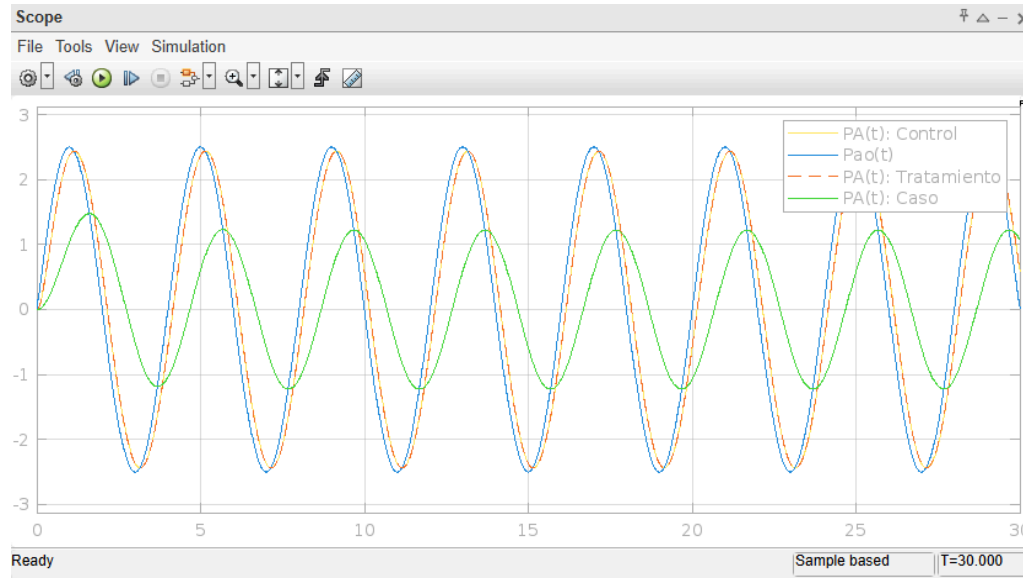 Scope
File Tools View Simulation
PA(t): Control
Pao(t)
PA(t): Tratamiento
PA(t): Caso
3
2
1
0
-1
-2
-3
0 5 10 15 20 25 30
Ready Sample based T=30.000